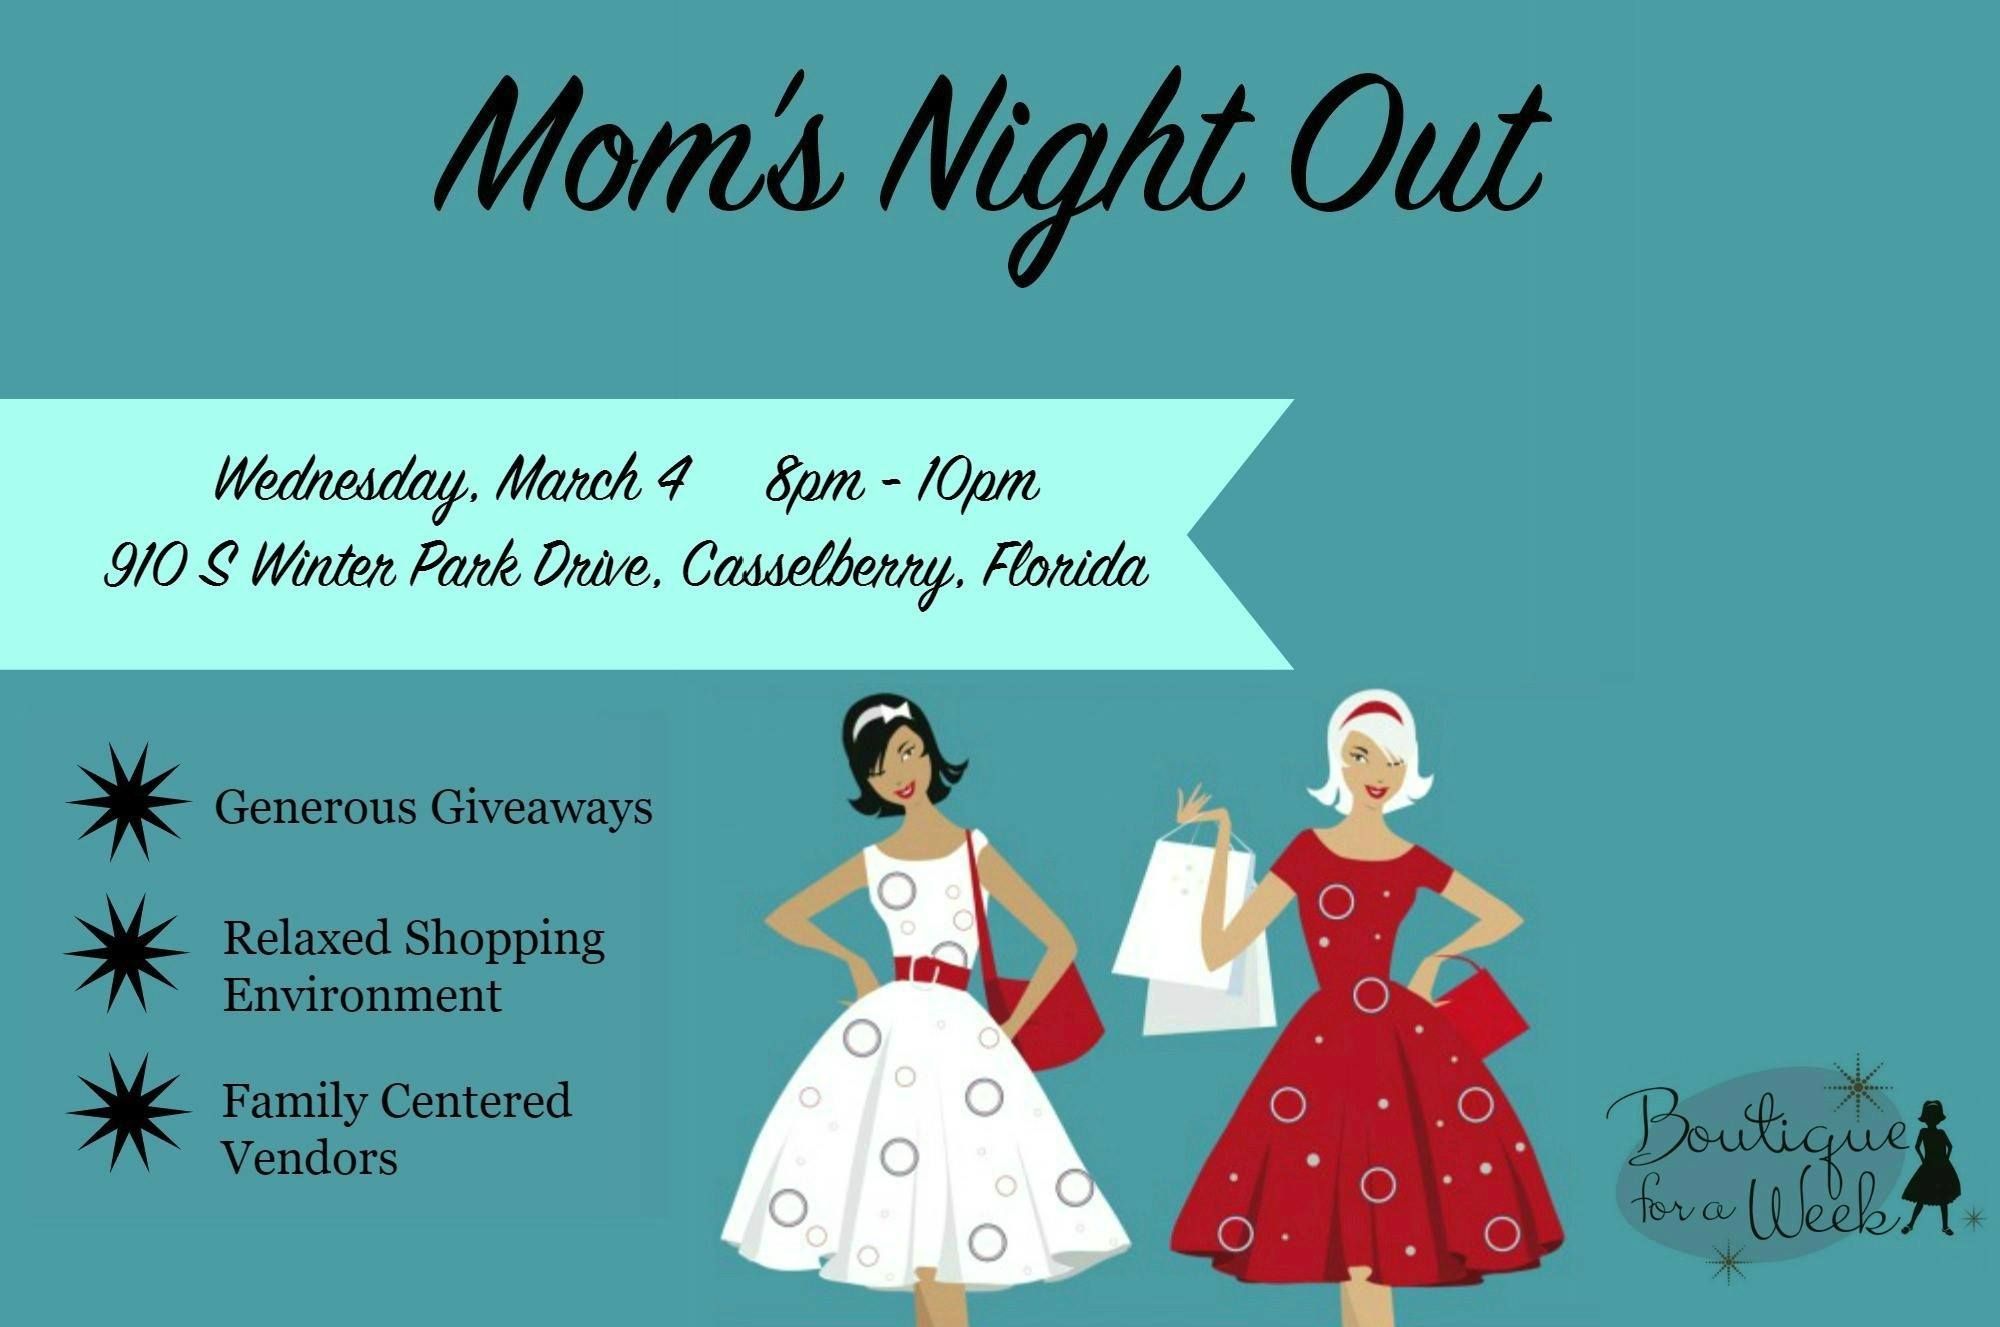 Mom's Night Out
Wednesday, March 4 8pm - 10pm
910 S Winter Park Drive, Casselberry, Florida
Generous Giveaways
Relaxed Shopping
Environment
Family Centered
Vendors
Boutique
for a Week